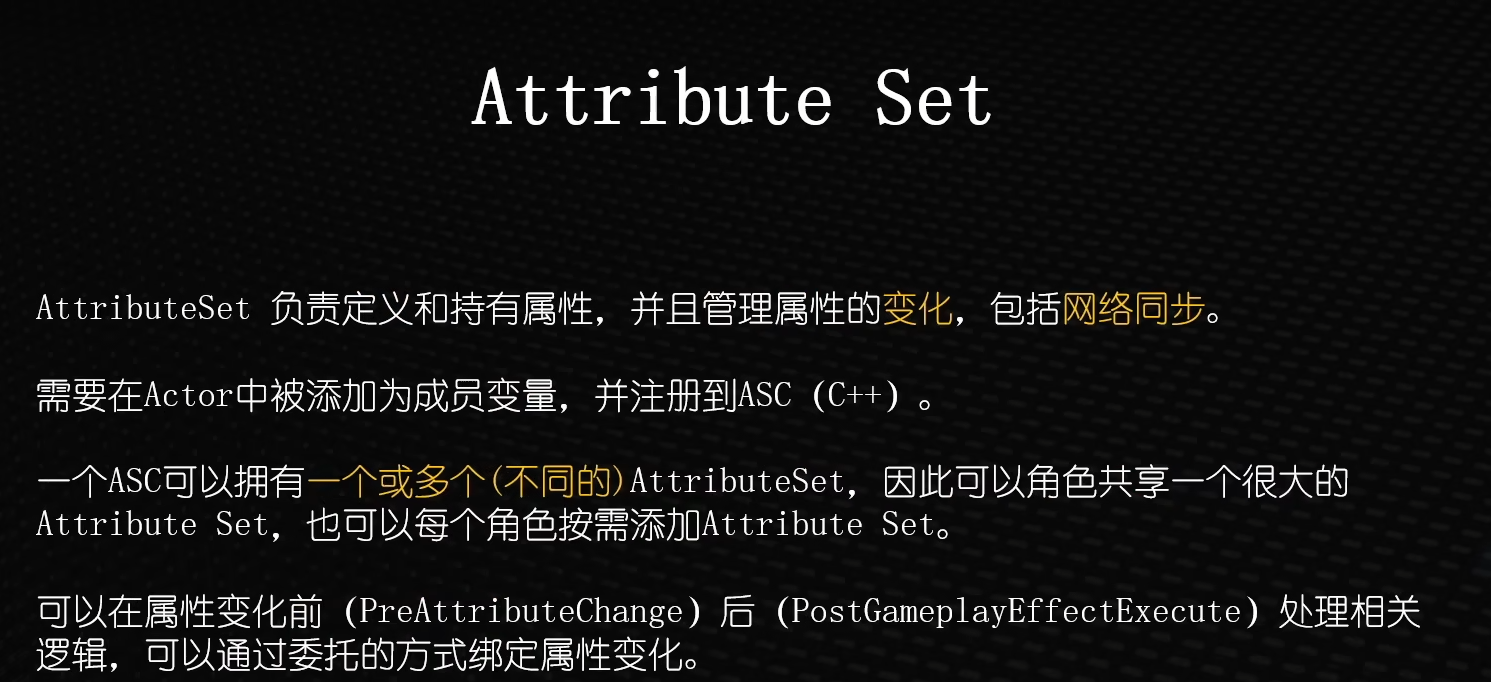 Attribute Set
AttributeSet 负责定义和持有属性，并且管理属性的变化，包括网络同步。
需要在Actor中被添加为成员变量，并注册到ASC（C++）。
一个ASC可以拥有一个或多个(不同的)AttributeSet，因此可以角色共享一个很大的
Attribute Set，也可以每个角色按需添加Attribute Set。
可以在属性变化前（PreAttributeChange）后（PostGameplayEffectExecute）处理相关
逻辑，可以通过委托的方式绑定属性变化。